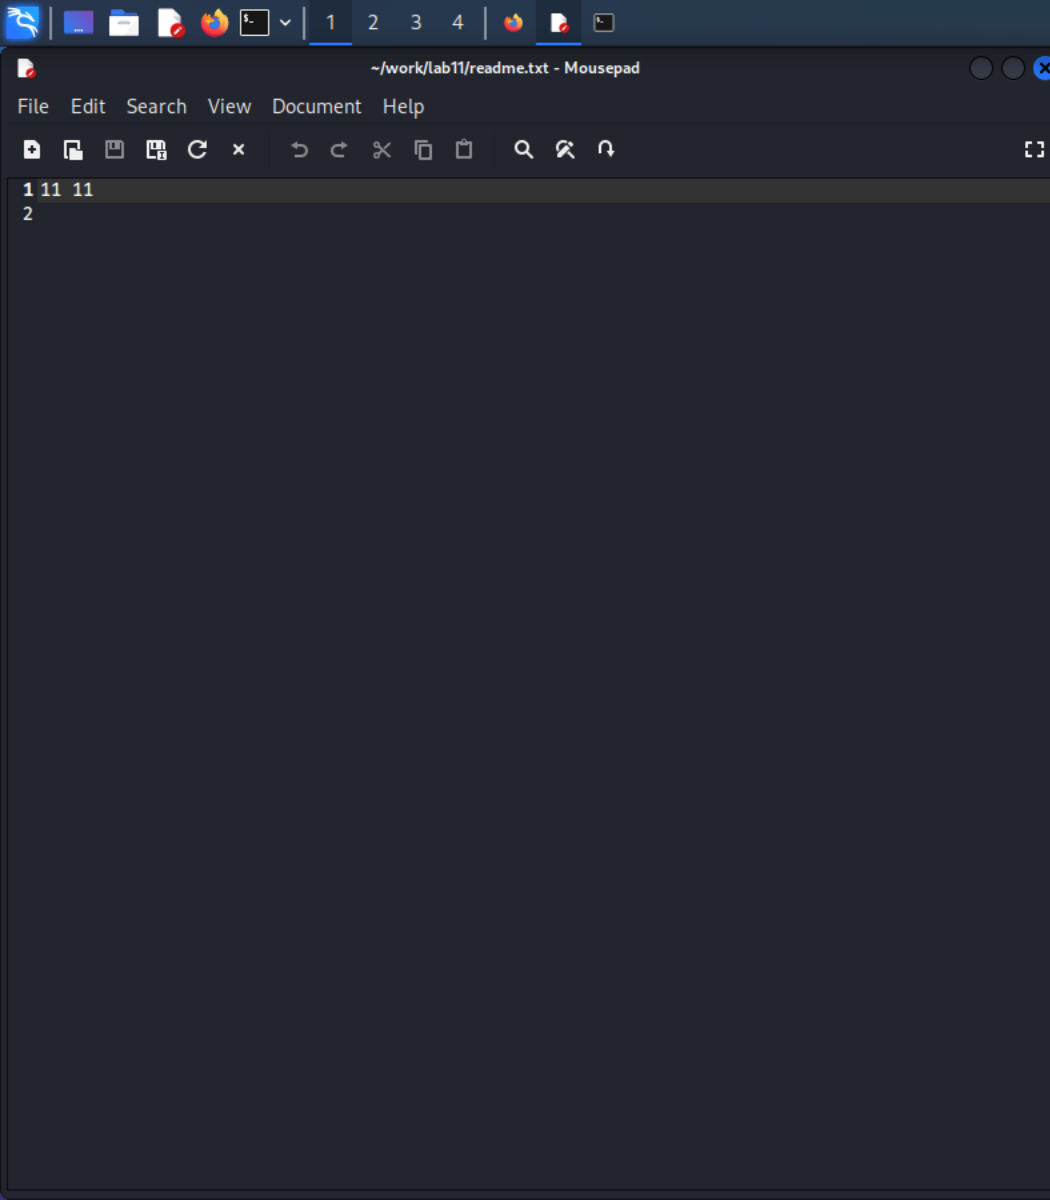 1 2 3 4
~/work/lab11/readme.txt - Mousepad
File Edit Search View Document Help
1 11 11
2